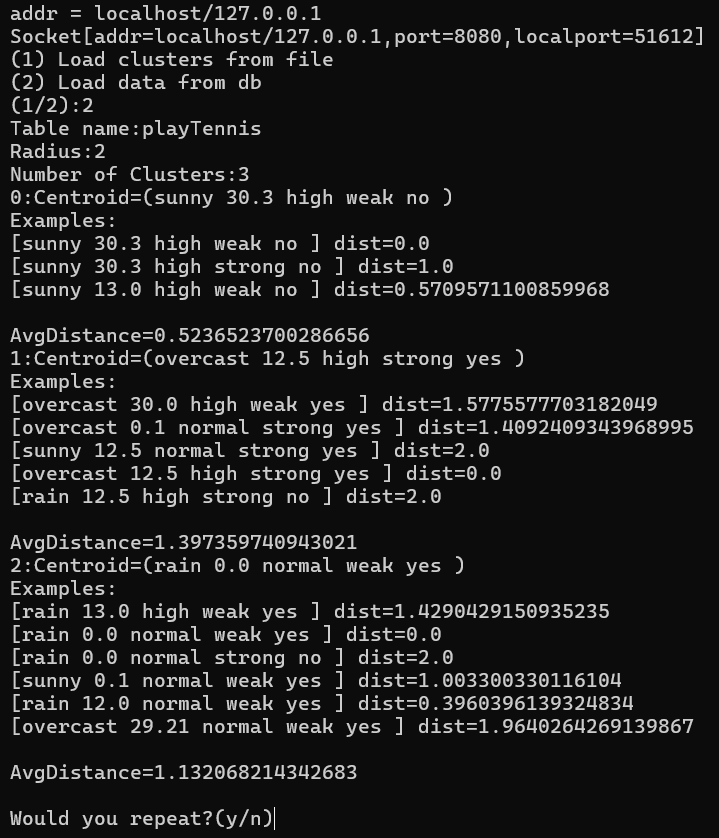 addr = localhost/127.0.0.1
Socket[addr=localhost/127.0.0.1,port=8080,localport=51612]
(1) Load clusters from file
(2) Load data from db
(1/2):2
Table name:playTennis
Radius:2
Number of Clusters:3
0:Centroid=(sunny 30.3 high weak no )
Examples:
[sunny 30.3 high weak no ] dist=0.0
[sunny 30.3 high strong no ] dist=1.0
[sunny 13.0 high weak no ] dist=0.5709571100859968
AvgDistance=0.5236523700286656
1:Centroid=(overcast 12.5 high strong yes )
Examples:
[overcast 30.0 high weak yes ] dist=1.5775577703182049
[overcast 0.1 normal strong yes ] dist=1.4092409343968995
[sunny 12.5 normal strong yes ] dist=2.0
[overcast 12.5 high strong yes ] dist=0.0
[rain 12.5 high strong no ] dist=2.0
AvgDistance=1.397359740943021
2:Centroid=(rain 0.0 normal weak yes )
Examples:
[rain 13.0 high weak yes ] dist=1.4290429150935235
[rain 0.0 normal weak yes ] dist=0.0
[rain 0.0 normal strong no ] dist=2.0
[sunny 0.1 normal weak yes ] dist=1.003300330116104
[rain 12.0 normal weak yes ] dist=0.3960396139324834
[overcast 29.21 normal weak yes ] dist=1.9640264269139867
AvgDistance=1.132068214342683
Would you repeat?(y/n)